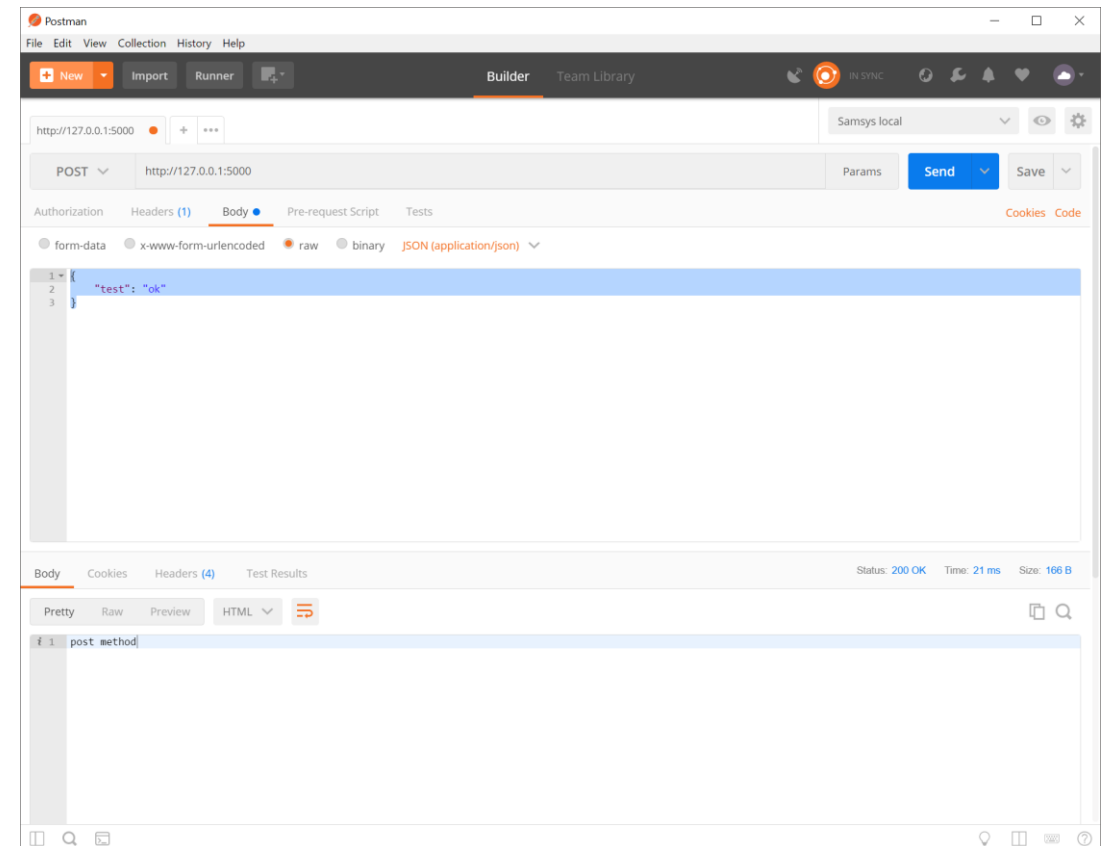 Postman
File Edit View Collection History Help
New Import Runner Builder Team Library IN SYNC
http://127.0.0.1:5000 + ••• Samsys local
POST http://127.0.0.1:5000 Params Send Save
Authorization Headers (1) Body Pre-request Script Tests Cookies Code
form-data x-www-form-urlencoded raw binary JSON (application/json)
1 {
2 "test": "ok"
3 }
Body Cookies Headers (4) Test Results Status: 200 OK Time: 21 ms Size: 166 B
Pretty Raw Preview HTML
i 1 post method